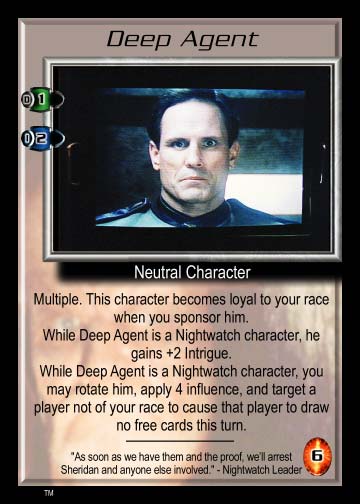 Deep Agent
D 1
I 2
Neutral Character
Multiple. This character becomes loyal to your race
when you sponsor him.
While Deep Agent is a Nightwatch character, he
gains +2 Intrigue.
While Deep Agent is a Nightwatch character, you
may rotate him, apply 4 influence, and target a
player not of your race to cause that player to draw
no free cards this turn.
"As soon as we have them and the proof, we'll arrest
Sheridan and anyone else involved." - Nightwatch Leader
6
TM